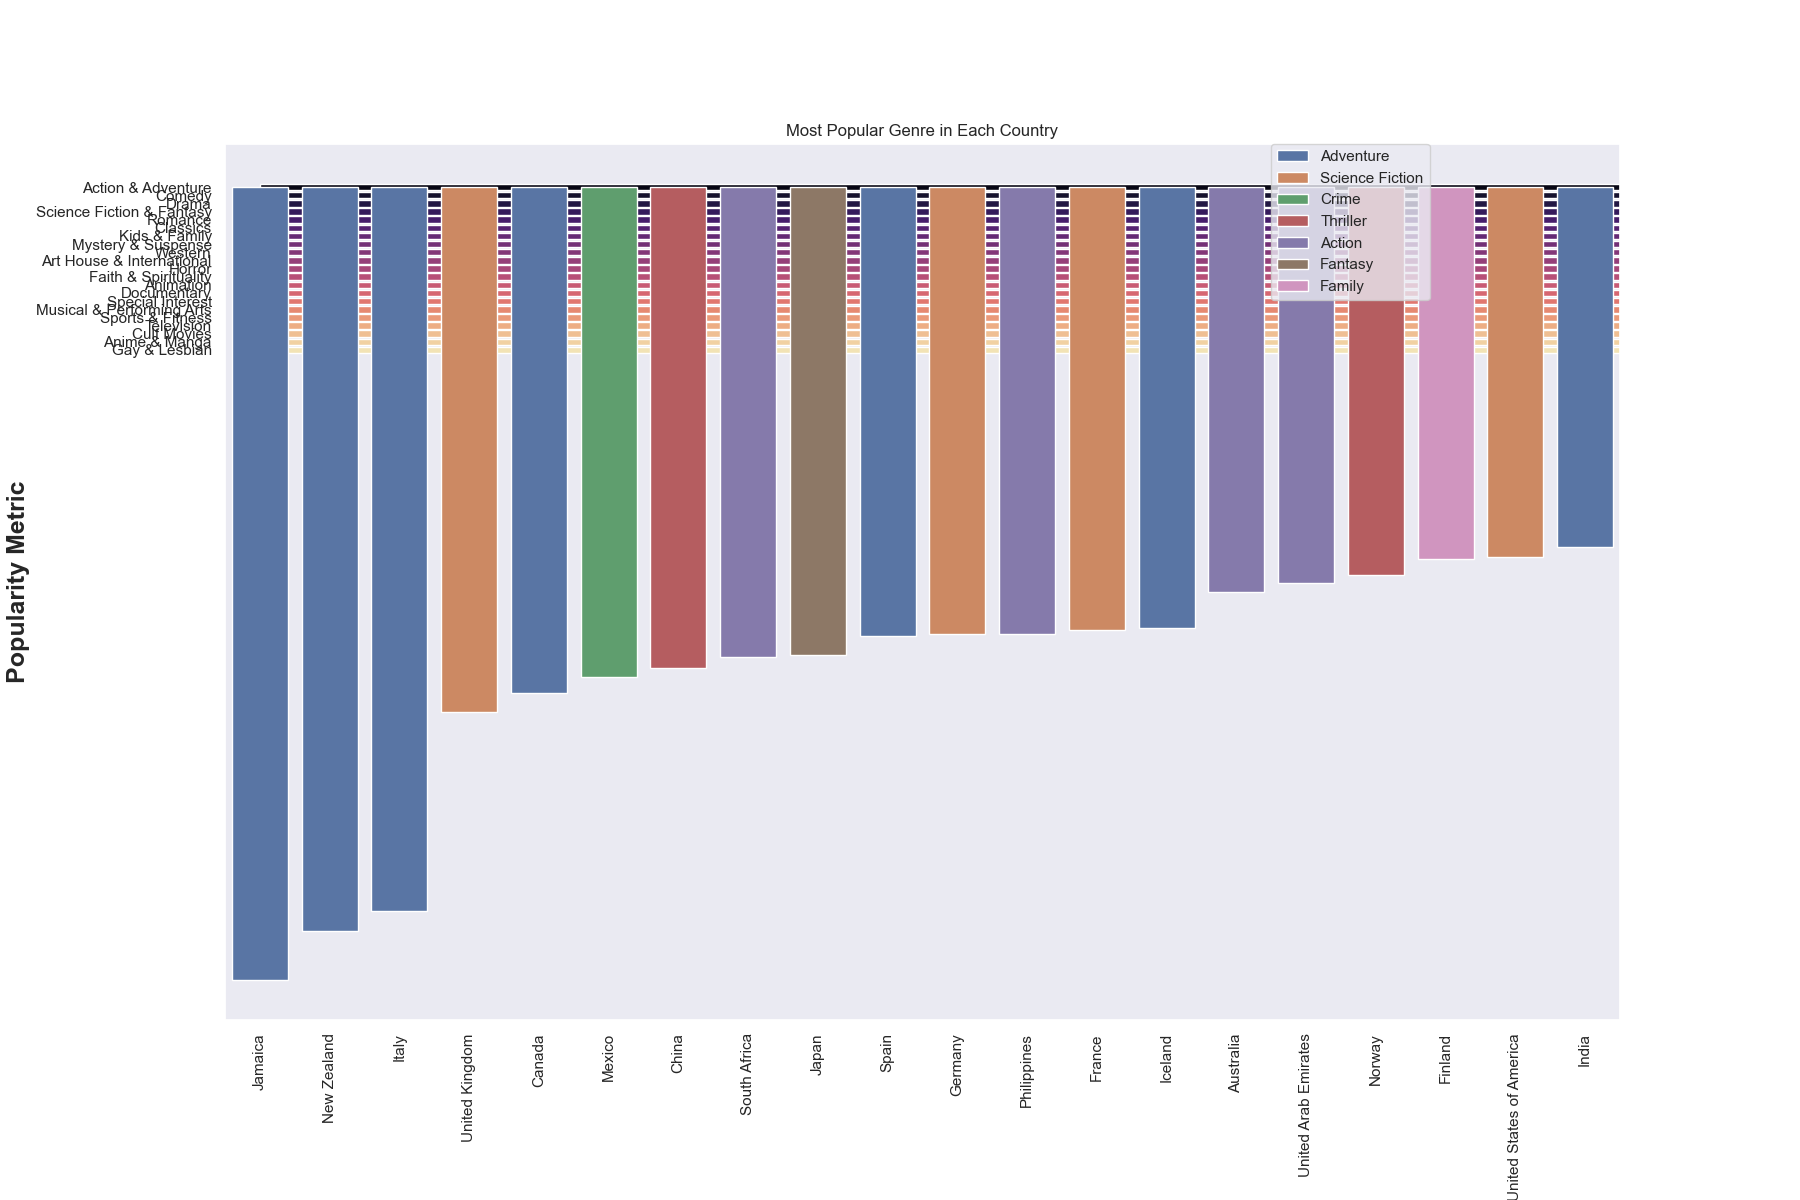 Most Popular Genre in Each Country
Adventure
Science Fiction
Crime
Thriller
Action
Fantasy
Family
Popularity Metric
Action & Adventure
Comedy
Drama
Science Fiction & Fantasy
Romance
Classics
Kids & Family
Mystery & Suspense
Western
Art House & International
Horror
Faith & Spirituality
Animation
Documentary
Special Interest
Musical & Performing Arts
Sports & Fitness
Television
Cult Movies
Anime & Manga
Gay & Lesbian
Jamaica
New Zealand
Italy
United Kingdom
Canada
Mexico
China
South Africa
Japan
Spain
Germany
Philippines
France
Iceland
Australia
United Arab Emirates
Norway
Finland
United States of America
India